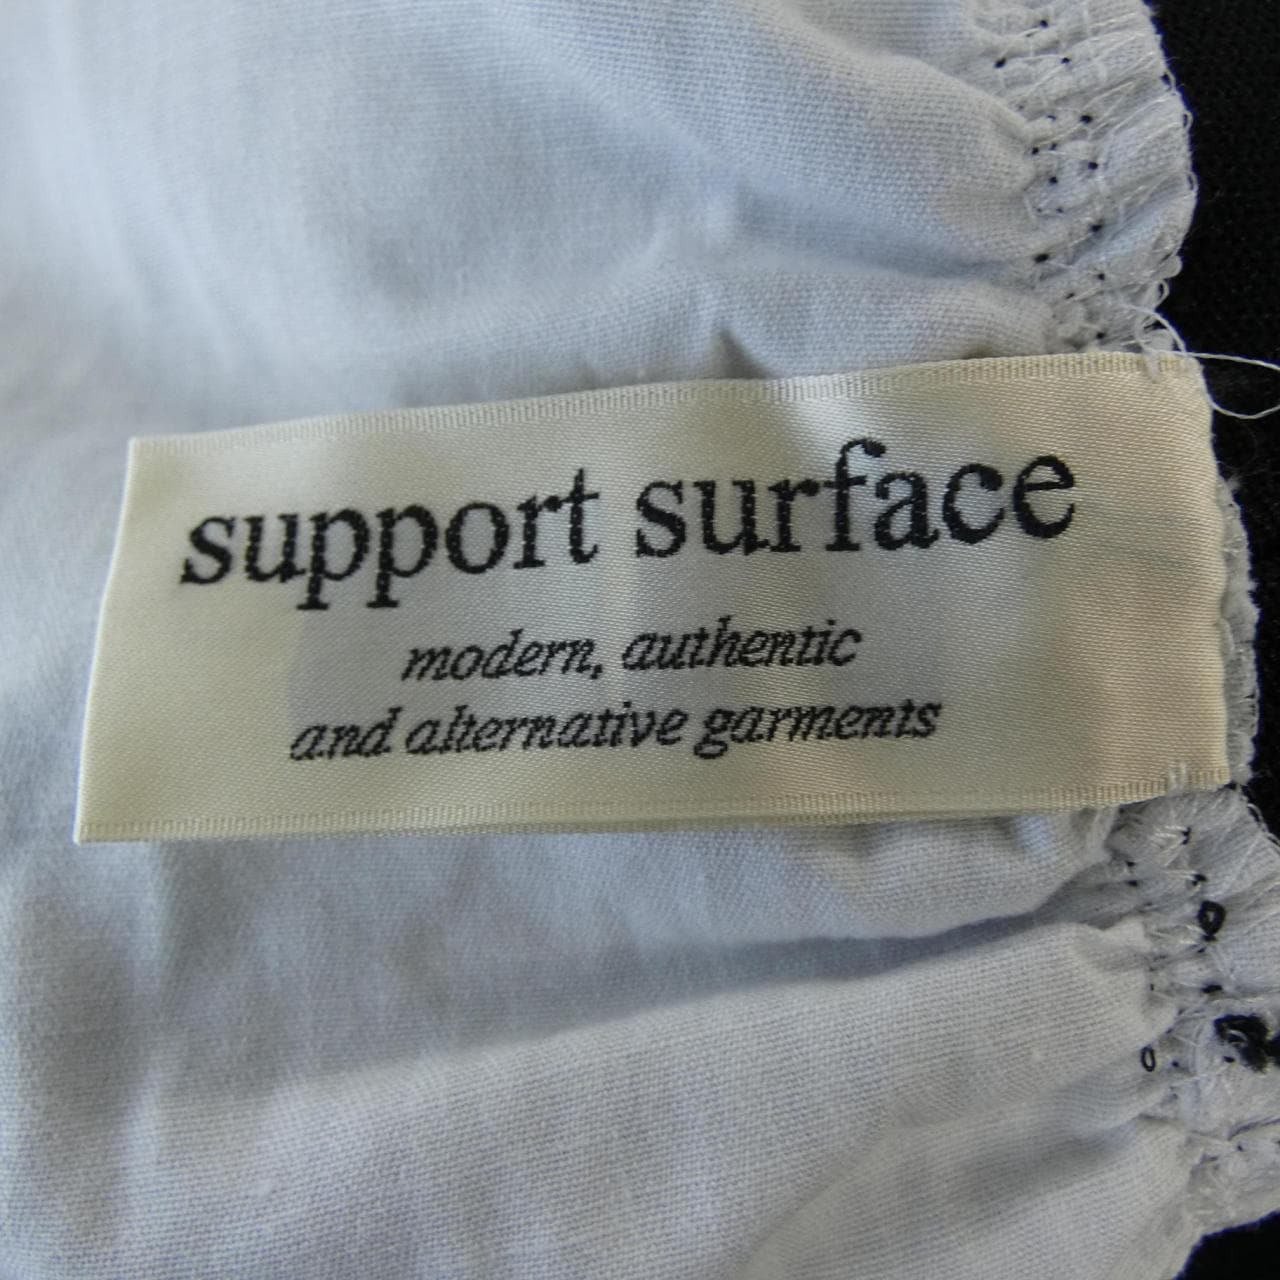 support surface
modern, authentic
and alternative garments